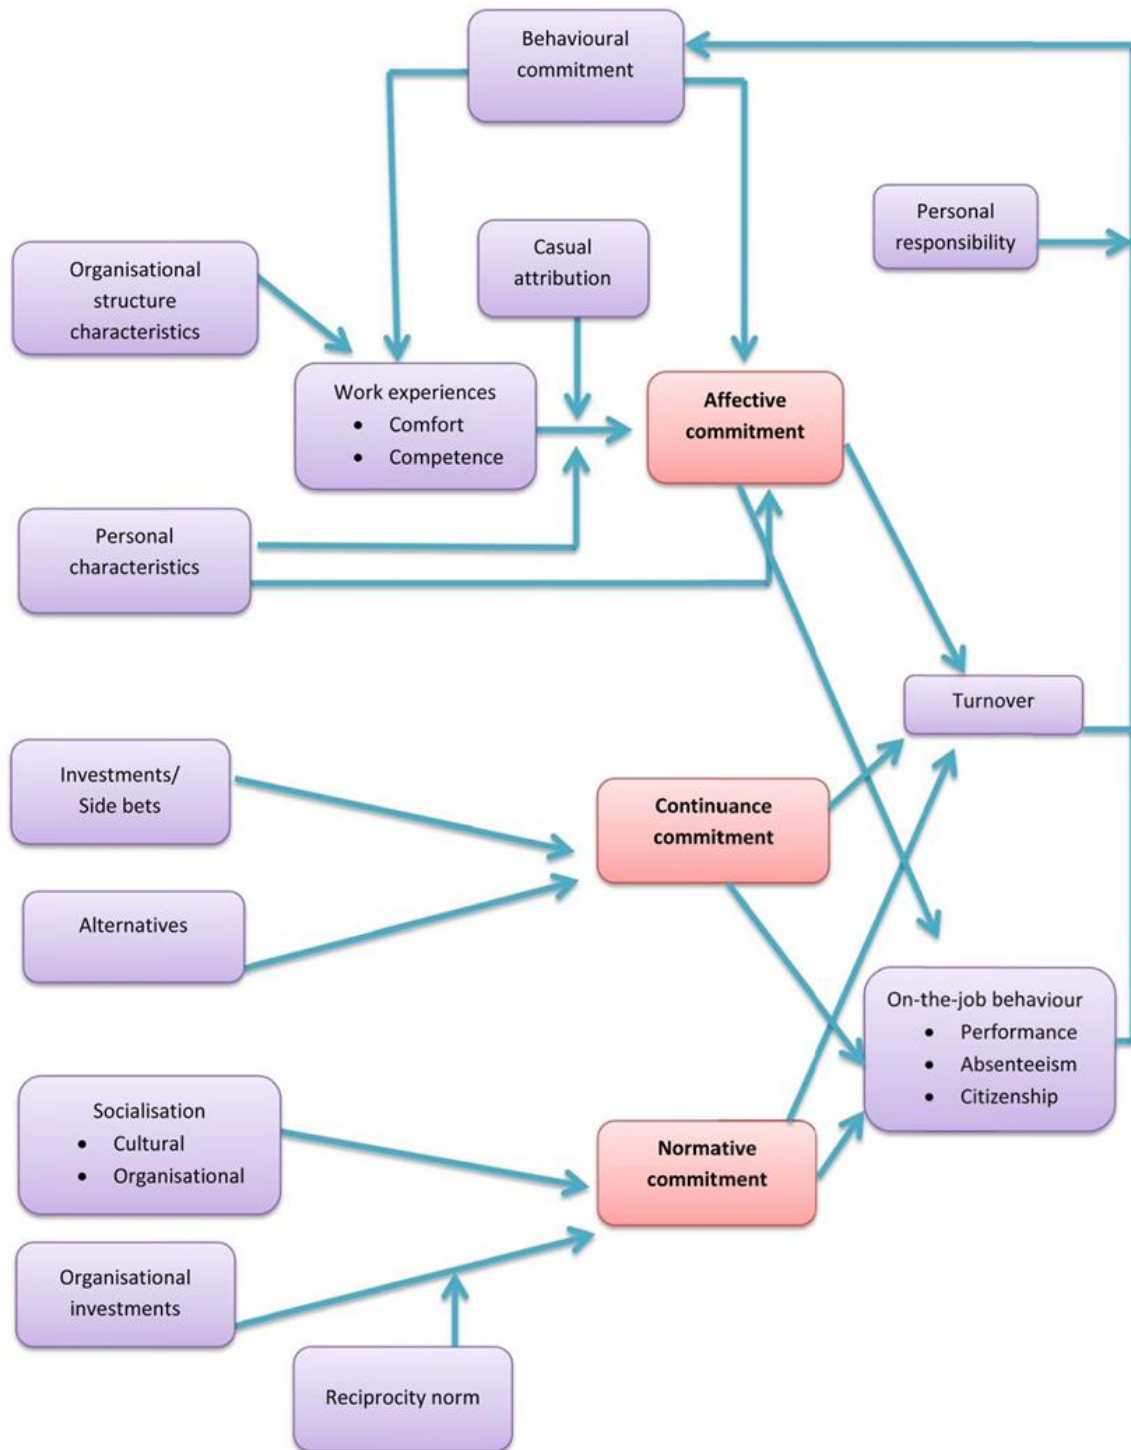 Behavioural
commitment
Personal
responsibility
Casual
attribution
Organisational
structure
characteristics
Work experiences
• Comfort
• Competence
Affective
commitment
Personal
characteristics
Turnover
Investments/
Side bets
Continuance
commitment
Alternatives
On-the-job behaviour
• Performance
• Absenteeism
• Citizenship
Socialisation
• Cultural
• Organisational
Normative
commitment
Organisational
investments
Reciprocity norm